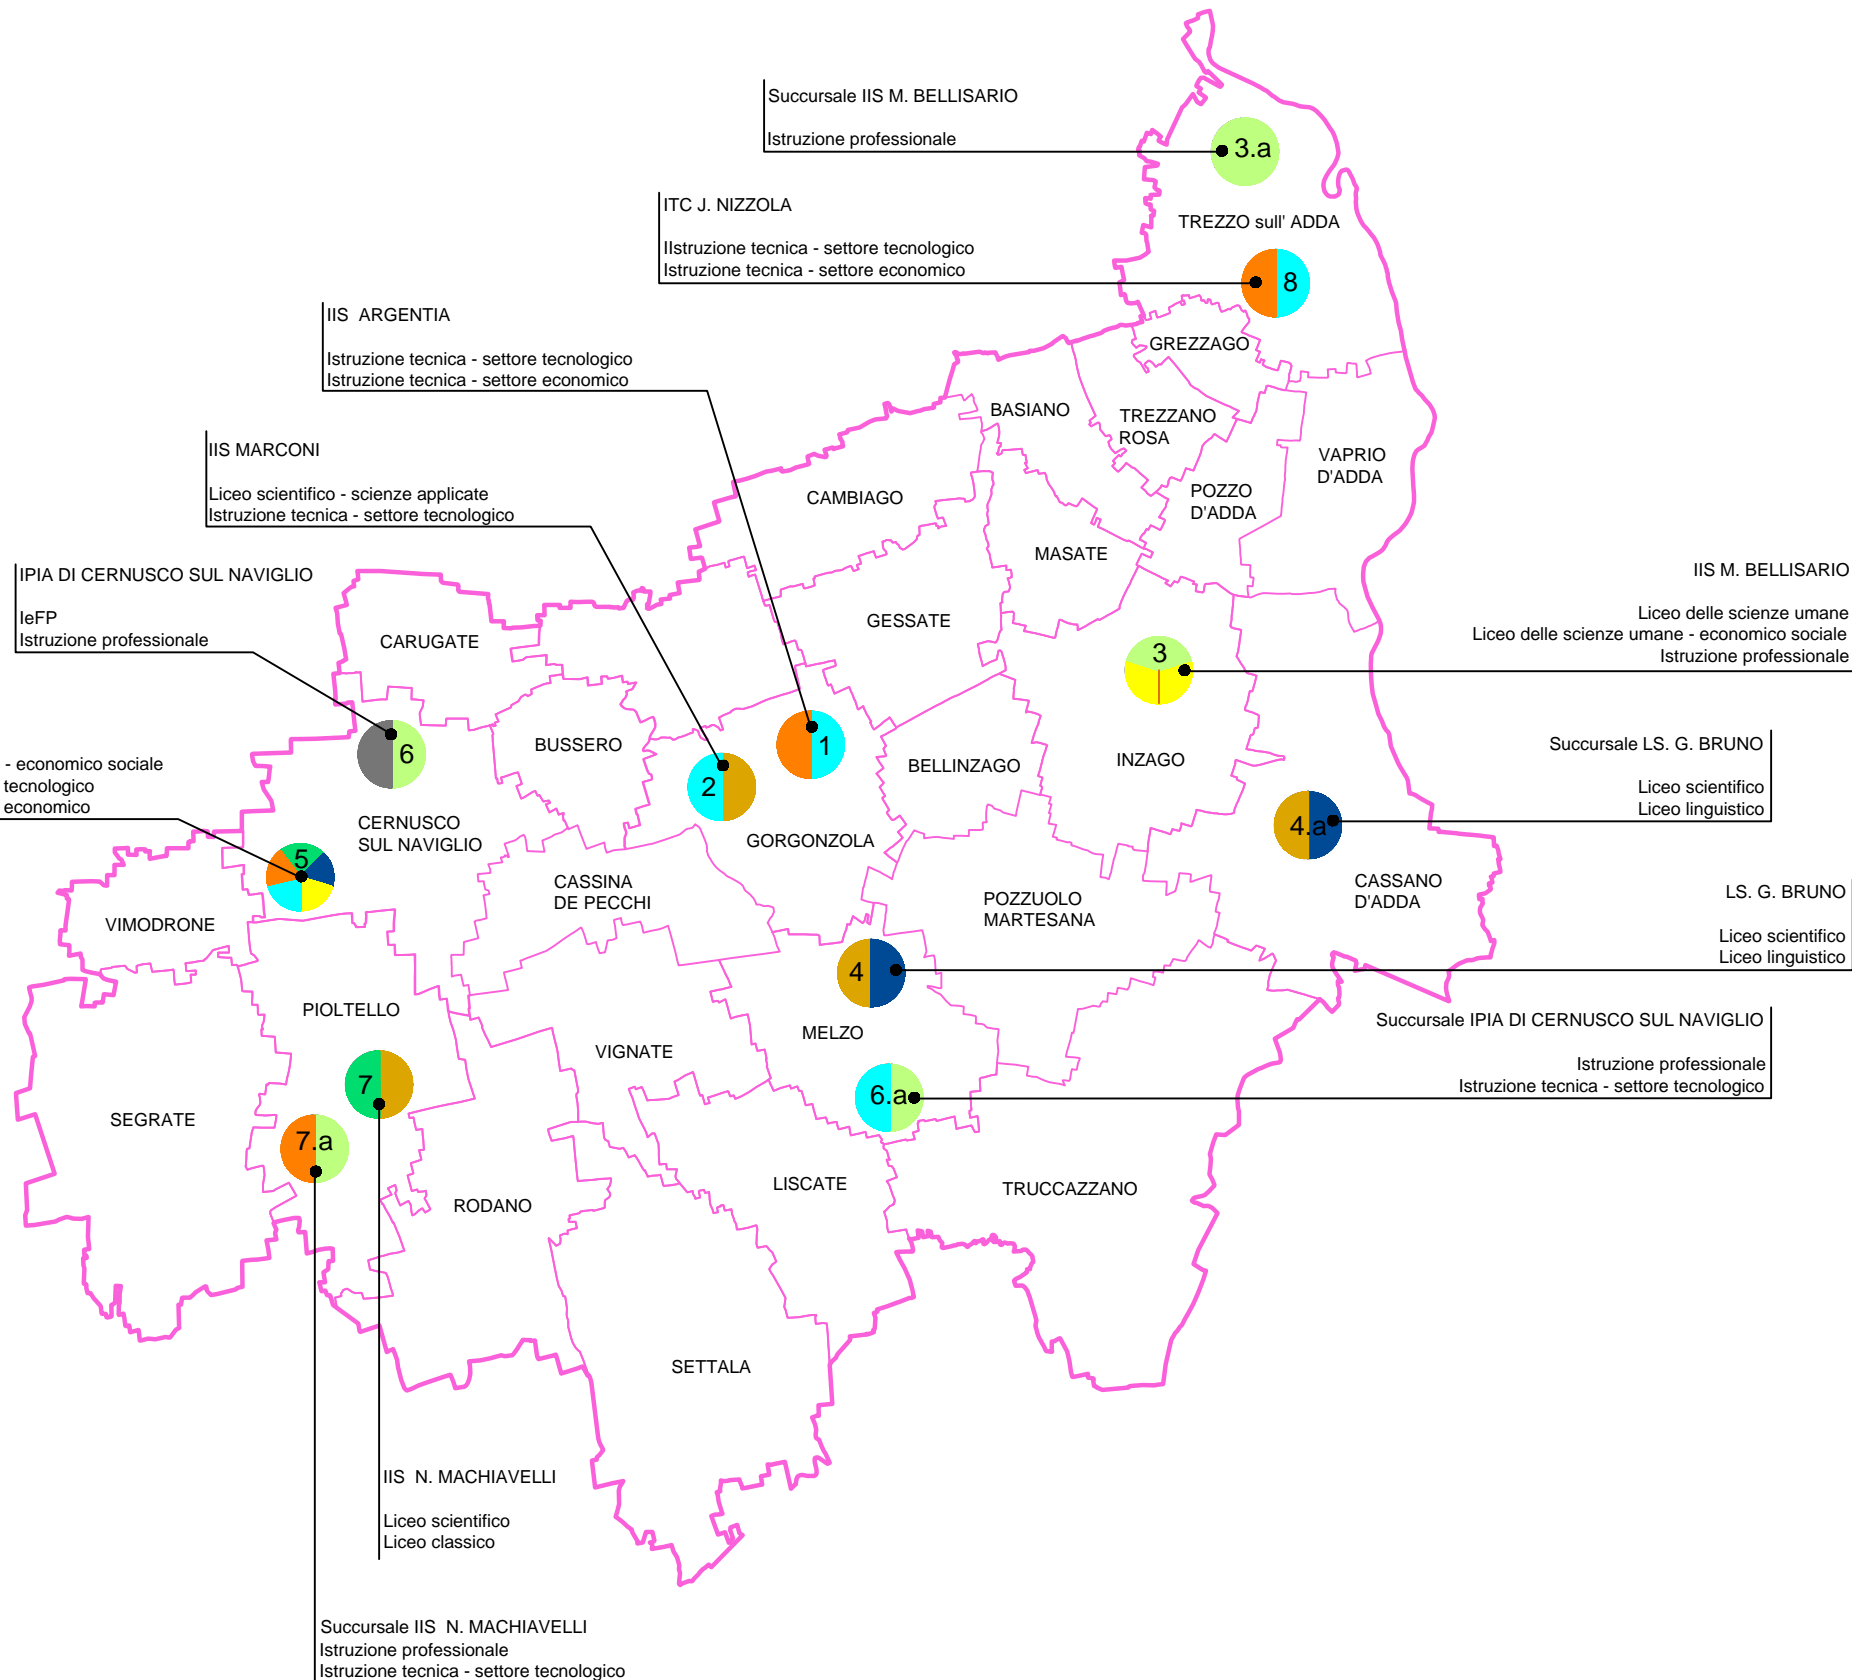 Succursale IIS M. BELLISARIO
Istruzione professionale
3.a
TREZZO sull' ADDA
ITC J. NIZZOLA
IIstruzione tecnica - settore tecnologico
Istruzione tecnica - settore economico
8
IIS ARGENTIA
Istruzione tecnica - settore tecnologico
Istruzione tecnica - settore economico
GREZZAGO
BASIANO
TREZZANO
ROSA
IIS MARCONI
Liceo scientifico - scienze applicate
Istruzione tecnica - settore tecnologico
VAPRIO
D'ADDA
CAMBIAGO
POZZO
D'ADDA
MASATE
IPIA DI CERNUSCO SUL NAVIGLIO
IeFP
Istruzione professionale
IIS M. BELLISARIO
Liceo delle scienze umane
Liceo delle scienze umane - economico sociale
Istruzione professionale
CARUGATE
GESSATE
3
6
BUSSERO
1
2
BELLINZAGO
INZAGO
Succursale LS. G. BRUNO
Liceo scientifico
Liceo linguistico
- economico sociale
tecnologico
economico
CERNUSCO
SUL NAVIGLIO
GORGONZOLA
4.a
5
CASSINA
DE PECCHI
CASSANO
D'ADDA
POZZUOLO
MARTESANA
VIMODRONE
LS. G. BRUNO
Liceo scientifico
Liceo linguistico
4
PIOLTELLO
MELZO
VIGNATE
Succursale IPIA DI CERNUSCO SUL NAVIGLIO
Istruzione professionale
Istruzione tecnica - settore tecnologico
7
6.a
SEGRATE
7.a
LISCATE
TRUCCAZZANO
RODANO
SETTALA
IIS N. MACHIAVELLI
Liceo scientifico
Liceo classico
Succursale IIS N. MACHIAVELLI
Istruzione professionale
Istruzione tecnica - settore tecnologico